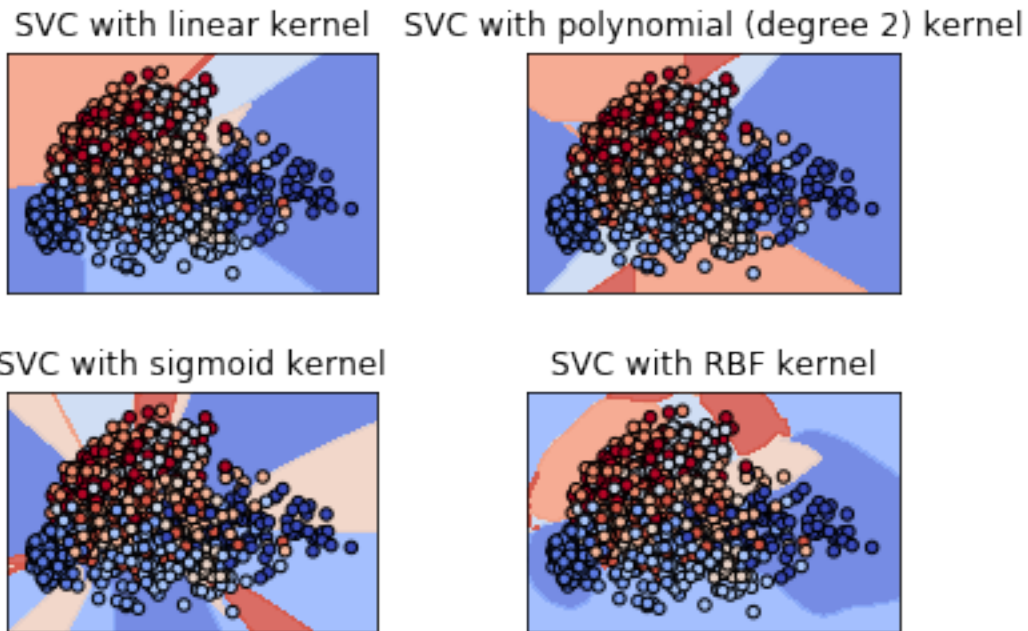 SVC with linear kernel
SVC with polynomial (degree 2) kernel
SVC with sigmoid kernel
SVC with RBF kernel